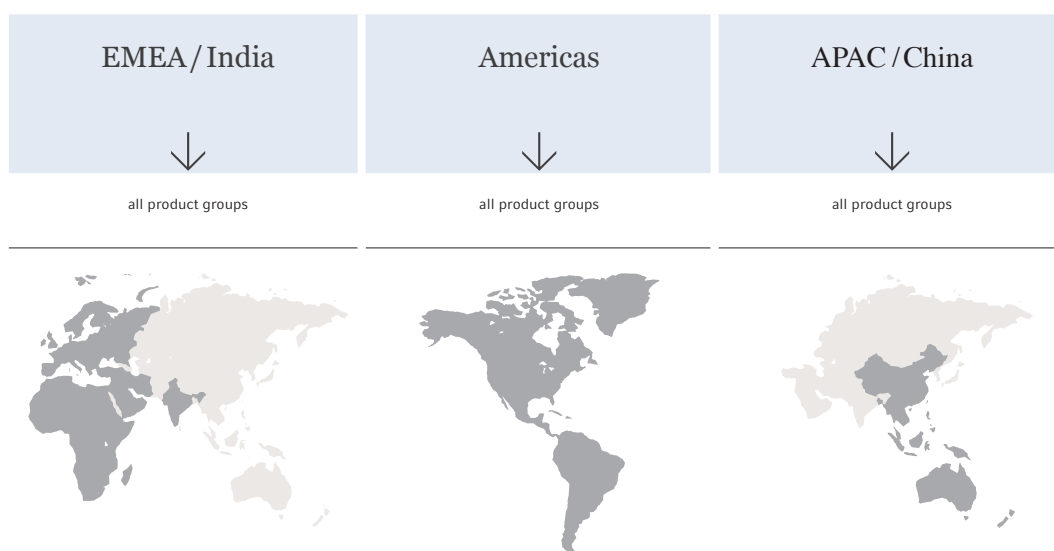 EMEA / India
Americas
APAC / China
all product groups
all product groups
all product groups